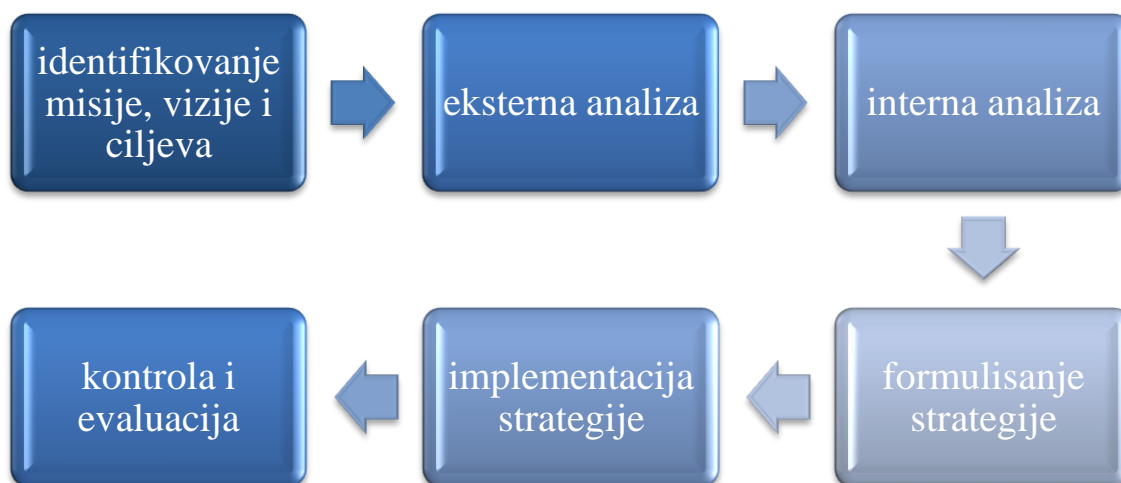 identifikovanje
misije, vizije i
ciljeva
eksterna analiza
interna analiza
formulisanje
strategije
implementacija
strategije
kontrola i
evaluacija